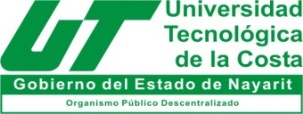 UT
Universidad
Tecnológica
de la Costa
Gobierno del Estado de Nayarit
Organismo Público Descentralizado